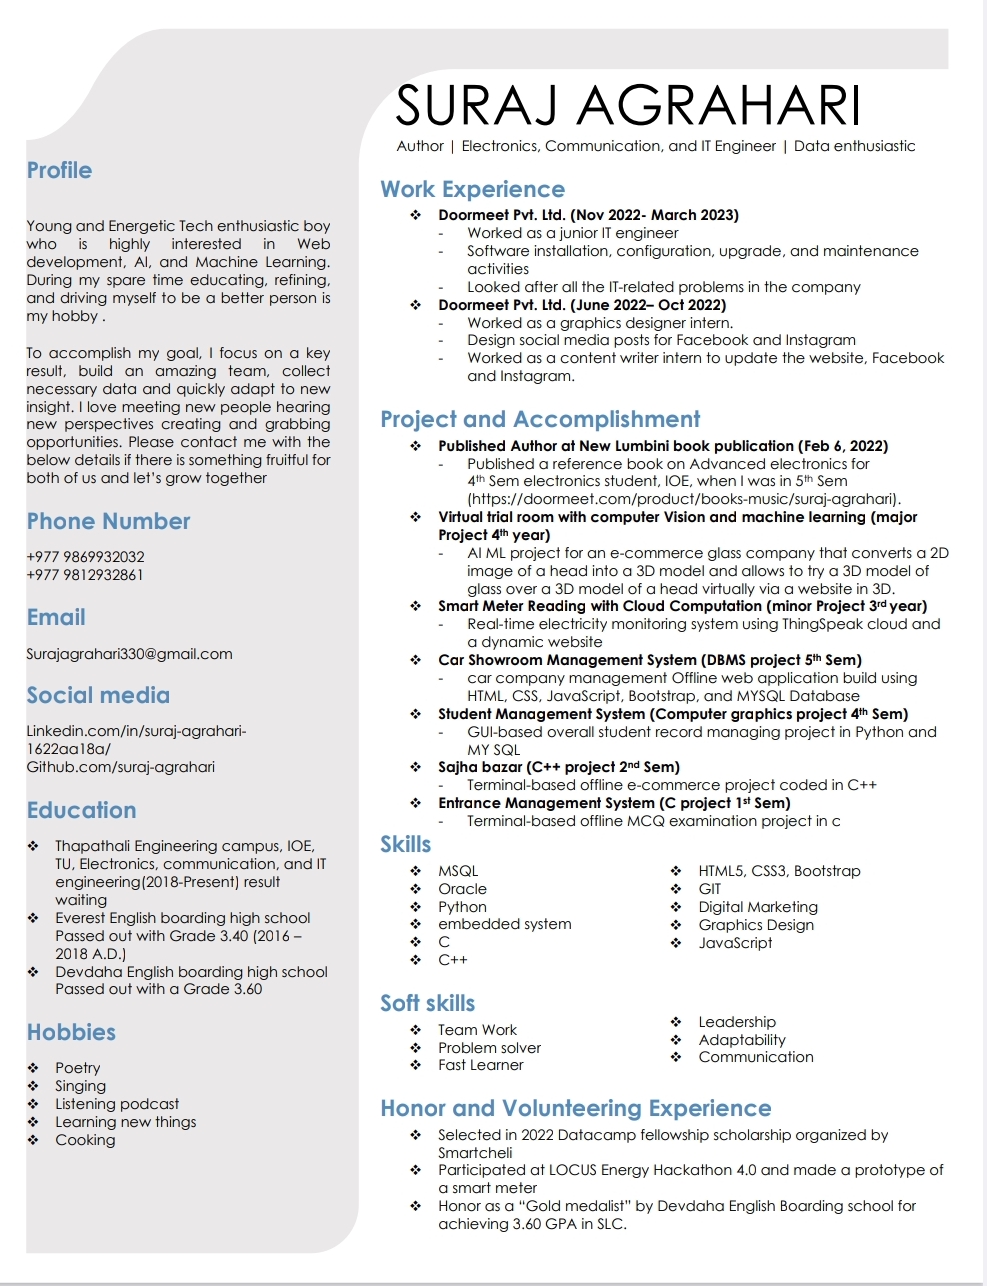 SURAJ AGRAHARI
Author | Electronics, Communication, and IT Engineer | Data enthusiastic
Profile
Young and Energetic Tech enthusiastic boy
who is highly interested in Web
development, AI, and Machine Learning.
During my spare time educating, refining,
and driving myself to be a better person is
my hobby .
To accomplish my goal, I focus on a key
result, build an amazing team, collect
necessary data and quickly adapt to new
insight. I love meeting new people hearing
new perspectives creating and grabbing
opportunities. Please contact me with the
below details if there is something fruitful for
both of us and let's grow together
Phone Number
+977 9869932032
+977 9812932861
Email
Surajagrahari330@gmail.com
Social media
Linkedin.com/in/suraj-agrahari-
1622aa18a/
Github.com/suraj-agrahari
Education
❖ Thapathali Engineering campus, IOE,
TU, Electronics, communication, and IT
engineering(2018-Present) result
waiting
❖ Everest English boarding high school
Passed out with Grade 3.40 (2016 –
2018 A.D.)
❖ Devdaha English boarding high school
Passed out with a Grade 3.60
Hobbies
❖ Poetry
❖ Singing
❖ Listening podcast
❖ Learning new things
❖ Cooking
Work Experience
❖ Doormeet Pvt. Ltd. (Nov 2022- March 2023)
- Worked as a junior IT engineer
- Software installation, configuration, upgrade, and maintenance
activities
- Looked after all the IT-related problems in the company
❖ Doormeet Pvt. Ltd. (June 2022– Oct 2022)
- Worked as a graphics designer intern.
- Design social media posts for Facebook and Instagram
- Worked as a content writer intern to update the website, Facebook
and Instagram.
Project and Accomplishment
❖ Published Author at New Lumbini book publication (Feb 6, 2022)
- Published a reference book on Advanced electronics for
4th Sem electronics student, IOE, when I was in 5th Sem
(https://doormeet.com/product/books-music/suraj-agrahari).
❖ Virtual trial room with computer Vision and machine learning (major
Project 4th year)
- AI ML project for an e-commerce glass company that converts a 2D
image of a head into a 3D model and allows to try a 3D model of
glass over a 3D model of a head virtually via a website in 3D.
❖ Smart Meter Reading with Cloud Computation (minor Project 3rd year)
- Real-time electricity monitoring system using ThingSpeak cloud and
a dynamic website
❖ Car Showroom Management System (DBMS project 5th Sem)
- car company management Offline web application build using
HTML, CSS, JavaScript, Bootstrap, and MYSQL Database
❖ Student Management System (Computer graphics project 4th Sem)
- GUI-based overall student record managing project in Python and
MY SQL
❖ Sajha bazar (C++ project 2nd Sem)
- Terminal-based offline e-commerce project coded in C++
❖ Entrance Management System (C project 1st Sem)
- Terminal-based offline MCQ examination project in c
Skills
❖ MSQL
❖ Oracle
❖ Python
❖ embedded system
❖ C
❖ C++
❖ HTML5, CSS3, Bootstrap
❖ GIT
❖ Digital Marketing
❖ Graphics Design
❖ JavaScript
Soft skills
❖ Team Work
❖ Problem solver
❖ Fast Learner
❖ Leadership
❖ Adaptability
❖ Communication
Honor and Volunteering Experience
❖ Selected in 2022 Datacamp fellowship scholarship organized by
Smartcheli
❖ Participated at LOCUS Energy Hackathon 4.0 and made a prototype of
a smart meter
❖ Honor as a “Gold medalist” by Devdaha English Boarding school for
achieving 3.60 GPA in SLC.